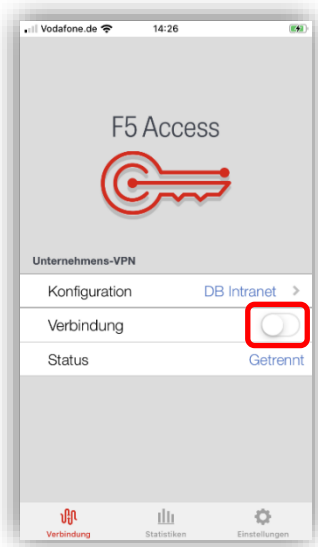 Vodafone.de 14:26
F5 Access
Unternehmens-VPN
Konfiguration DB Intranet >
Verbindung
Status Getrennt
Verbindung Statistiken Einstellungen